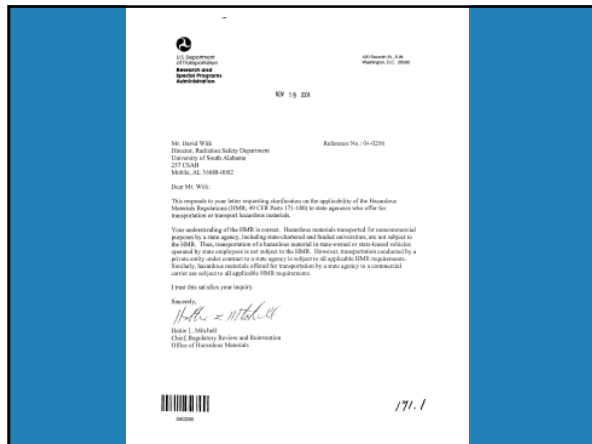 U.S. Department
of Transportation
Research and
Special Programs
Administration
400 Seventh St., S.W.
Washington, D.C. 20590
NOV 19
Mr. David Wilk
Reference No.: 04-0256
Director, Radiation Safety Department
University of South Alabama
257 CSAB
Mobile, AL 36688-0002
Dear Mr. Wilk:
This responds to your letter requesting clarification on the applicability of the Hazardous
Materials Regulations (HMR; 49 CFR Parts 171-180) to state agencies who offer for
transportation or transport hazardous materials.
Your understanding of the HMR is correct. Hazardous materials transported for noncommercial
purposes by a state agency, including state-chartered and funded universities, are not subject to
the HMR. Thus, transportation of a hazardous material in state-owned or state-leased vehicles
operated by state employees is not subject to the HMR. However, transportation conducted by a
private entity under contract to a state agency is subject to all applicable HMR requirements.
Similarly, hazardous materials offered for transportation by a state agency to a commercial
carrier are subject to all applicable HMR requirements.
I trust this satisfies your inquiry.
Sincerely,
Hattie L. Mitchell
Hattie L. Mitchell
Chief, Regulatory Review and Reinvention
Office of Hazardous Materials
040256
171.1